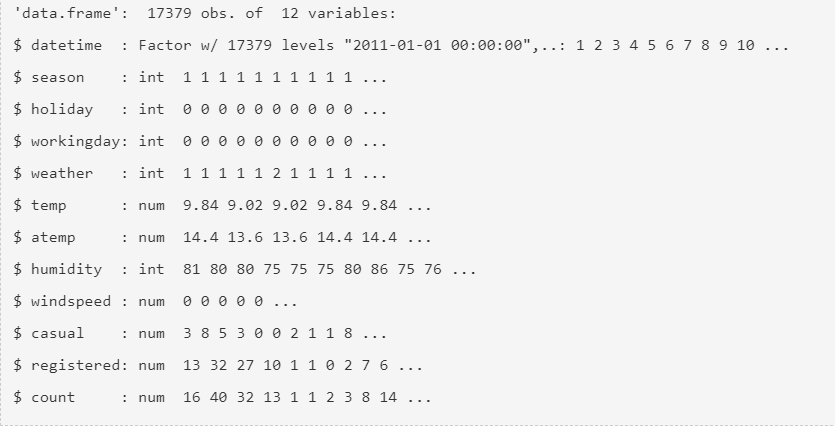 'data.frame':  17379 obs. of  12 variables:
$ datetime  : Factor w/ 17379 levels "2011-01-01 00:00:00",..: 1 2 3 4 5 6 7 8 9 10 ...
$ season    : int  1 1 1 1 1 1 1 1 1 1 ...
$ holiday   : int  0 0 0 0 0 0 0 0 0 0 ...
$ workingday: int  0 0 0 0 0 0 0 0 0 0 ...
$ weather   : int  1 1 1 1 1 2 1 1 1 1 ...
$ temp      : num  9.84 9.02 9.02 9.84 9.84 ...
$ atemp     : num  14.4 13.6 13.6 14.4 14.4 ...
$ humidity  : int  81 80 80 75 75 75 80 86 75 76 ...
$ windspeed : num  0 0 0 0 0 ...
$ casual    : num  3 8 5 3 0 0 2 1 1 8 ...
$ registered: num  13 32 27 10 1 1 0 2 7 6 ...
$ count     : num  16 40 32 13 1 1 2 3 8 14 ...